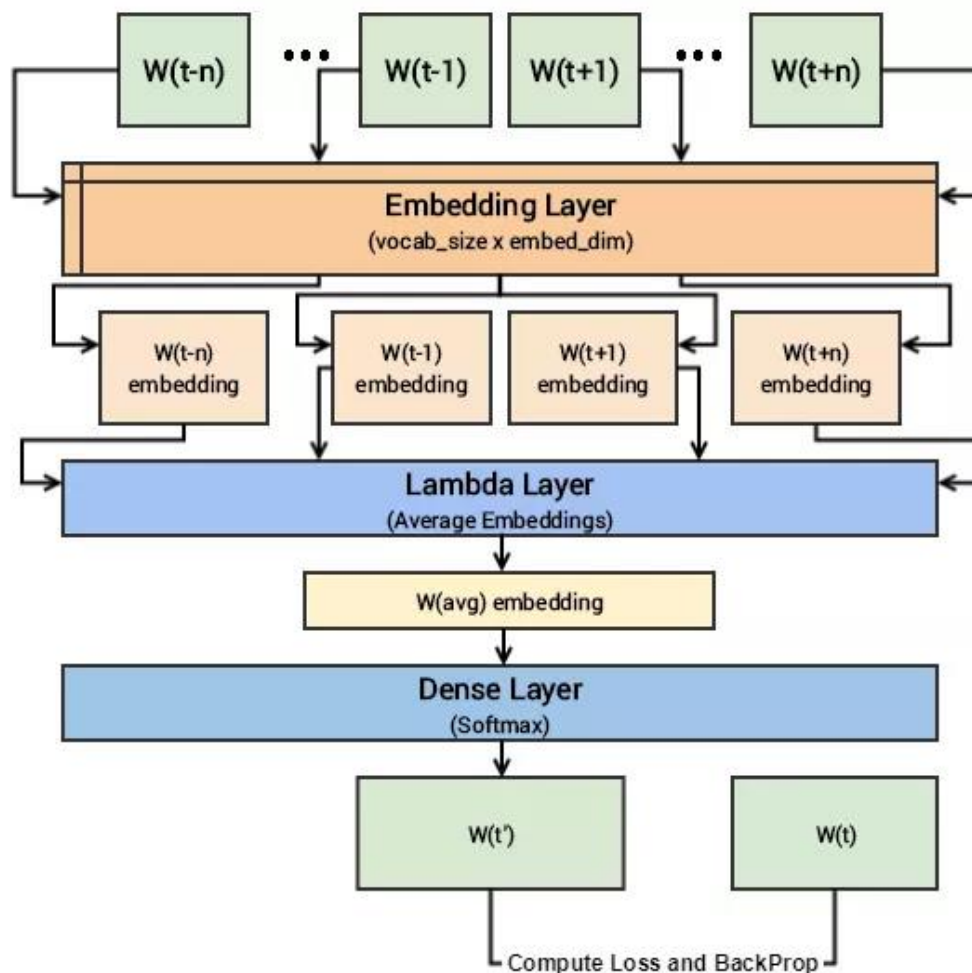 W(t-n) ••• W(t-1) W(t+1) ••• W(t+n)
Embedding Layer
(vocab_size x embed_dim)
W(t-n) embedding
W(t-1) embedding
W(t+1) embedding
W(t+n) embedding
Lambda Layer
(Average Embeddings)
W(avg) embedding
Dense Layer
(Softmax)
W(t')
W(t)
Compute Loss and BackProp